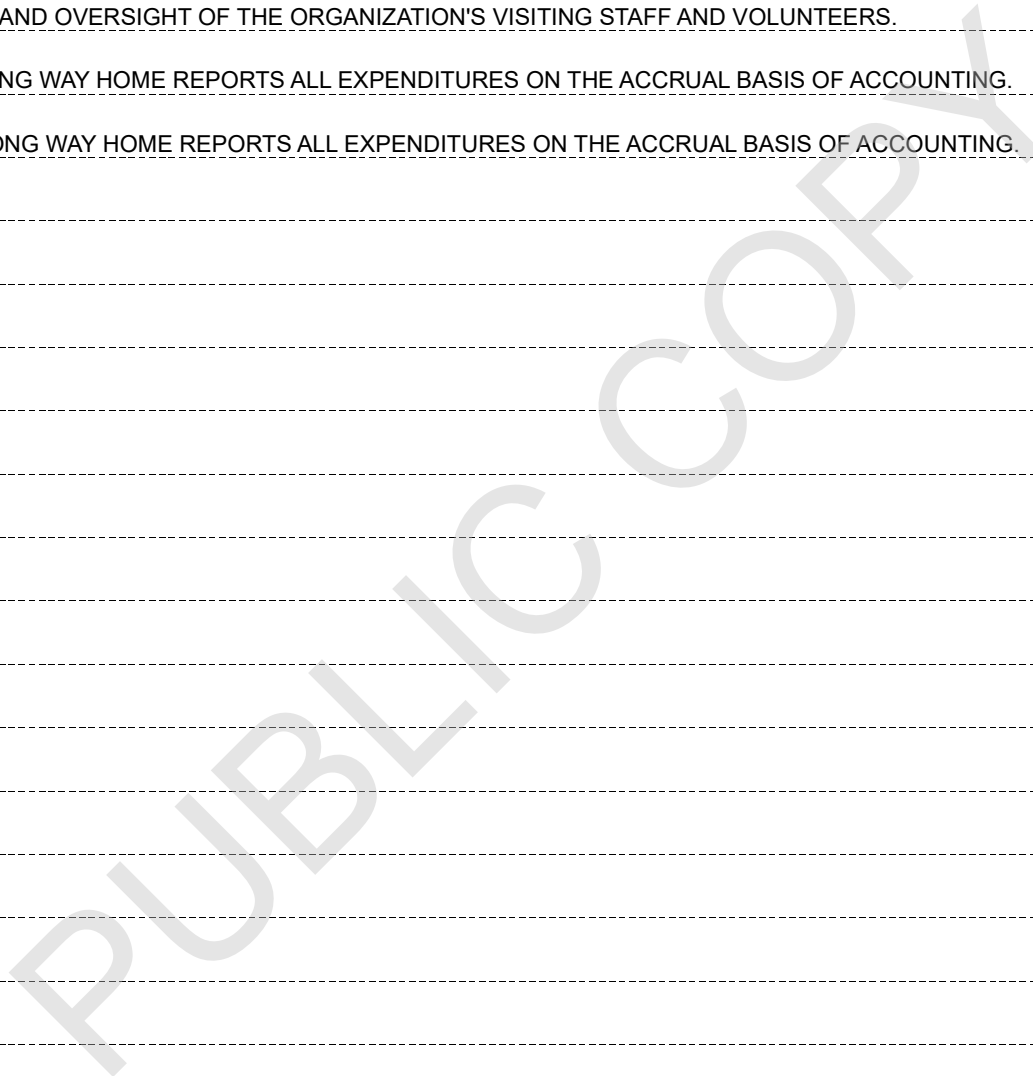 AND OVERSIGHT OF THE ORGANIZATION'S VISITING STAFF AND VOLUNTEERS.
NG WAY HOME REPORTS ALL EXPENDITURES ON THE ACCRUAL BASIS OF ACCOUNTING.
ONG WAY HOME REPORTS ALL EXPENDITURES ON THE ACCRUAL BASIS OF ACCOUNTING.
PUBLIC COPY